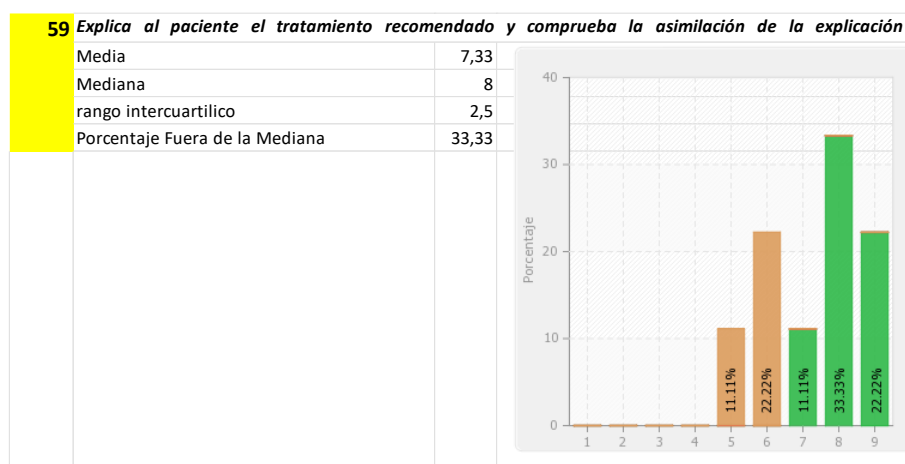 59 Explica al paciente el tratamiento recomendado y comprueba la asimilación de la explicación
Media 7,33
Mediana 8
rango intercuartilico 2,5
Porcentaje Fuera de la Mediana 33,33
40
30
20
10
0
Porcentaje
11.11% 22.22% 11.11% 33.33% 22.22%
1 2 3 4 5 6 7 8 9